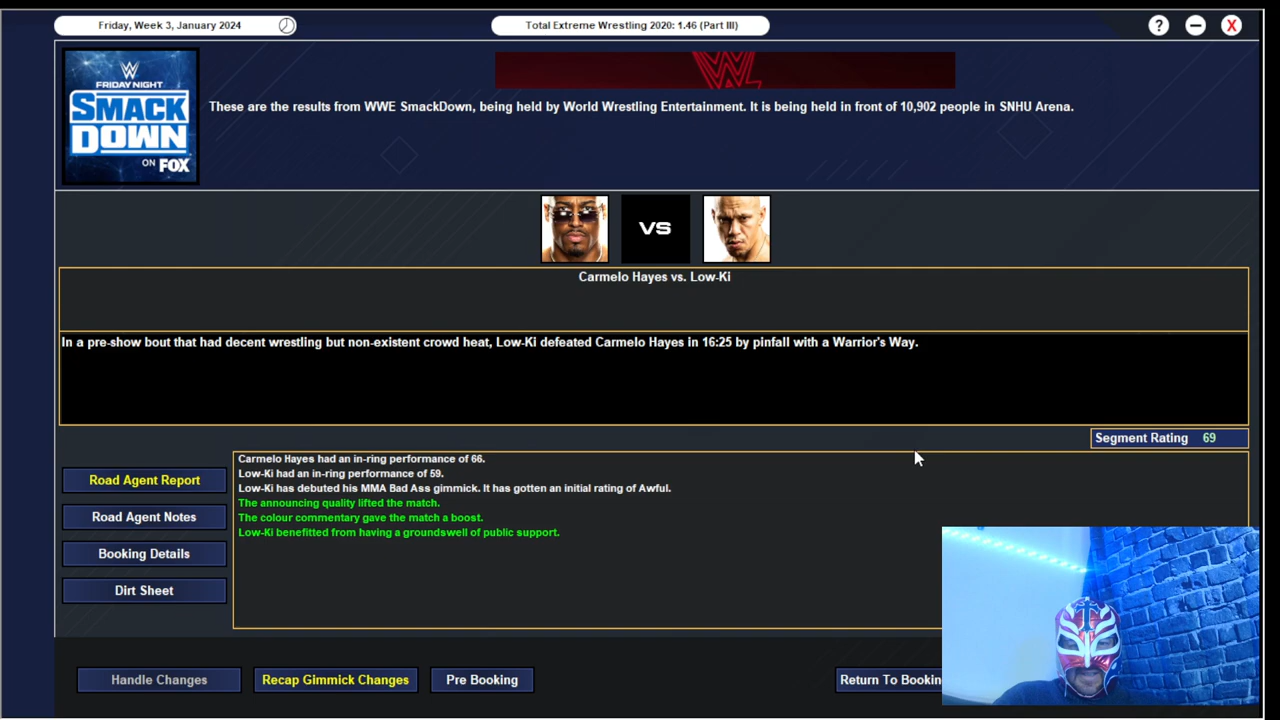 Friday, Week 3, January 2024
Total Extreme Wrestling 2020: 1.46 (Part III)
?
X
W
FRIDAY NIGHT
SMACK
DOWN
ON FOX
These are the results from WWE SmackDown, being held by World Wrestling Entertainment. It is being held in front of 10,902 people in SNHU Arena.
VS
Carmelo Hayes vs. Low-Ki
In a pre-show bout that had decent wrestling but non-existent crowd heat, Low-Ki defeated Carmelo Hayes in 16:25 by pinfall with a Warrior's Way.
Segment Rating 69
Road Agent Report
Road Agent Notes
Booking Details
Dirt Sheet
Carmelo Hayes had an in-ring performance of 66.
Low-Ki had an in-ring performance of 59.
Low-Ki has debuted his MMA Bad Ass gimmick. It has gotten an initial rating of Awful.
The announcing quality lifted the match.
The colour commentary gave the match a boost.
Low-Ki benefitted from having a groundswell of public support.
Handle Changes
Recap Gimmick Changes
Pre Booking
Return To Bookin